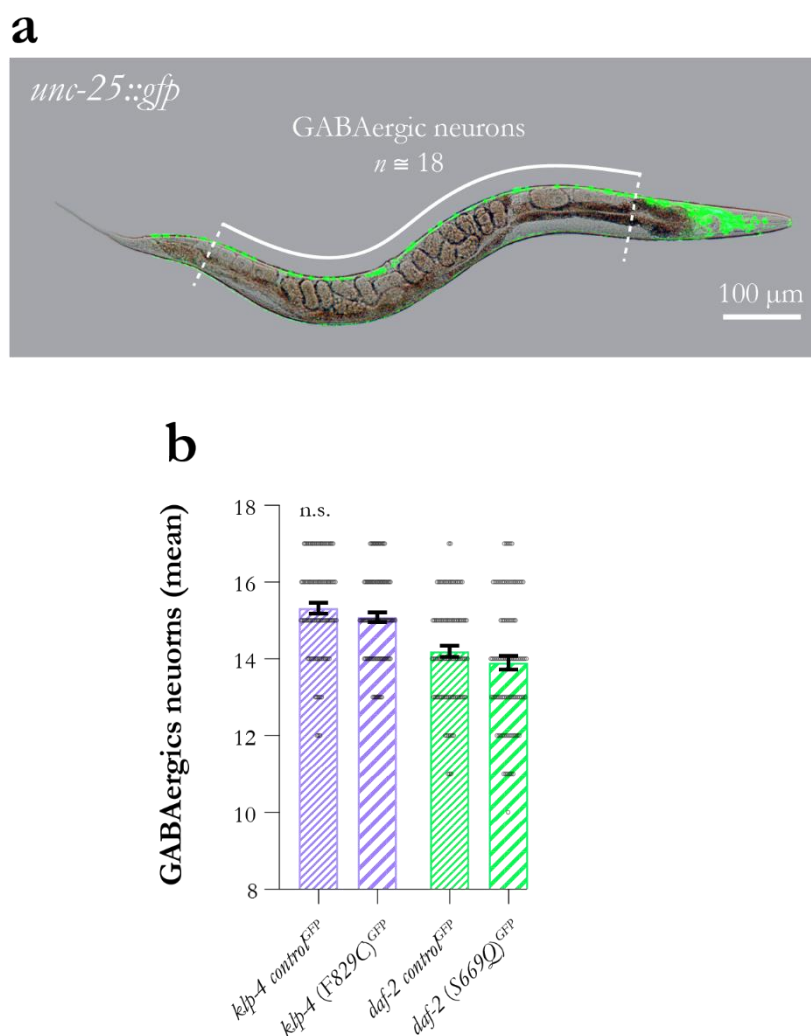 a
unc-25::gfp
GABAergic neurons
n ≅ 18
100 µm
b
GABAergics neuorns (mean)
18
16
14
12
10
8
n.s.
klp-4 control^GFP
klp-4 (F829C)^GFP
daf-2 control^GFP
daf-2 (S669Q)^GFP